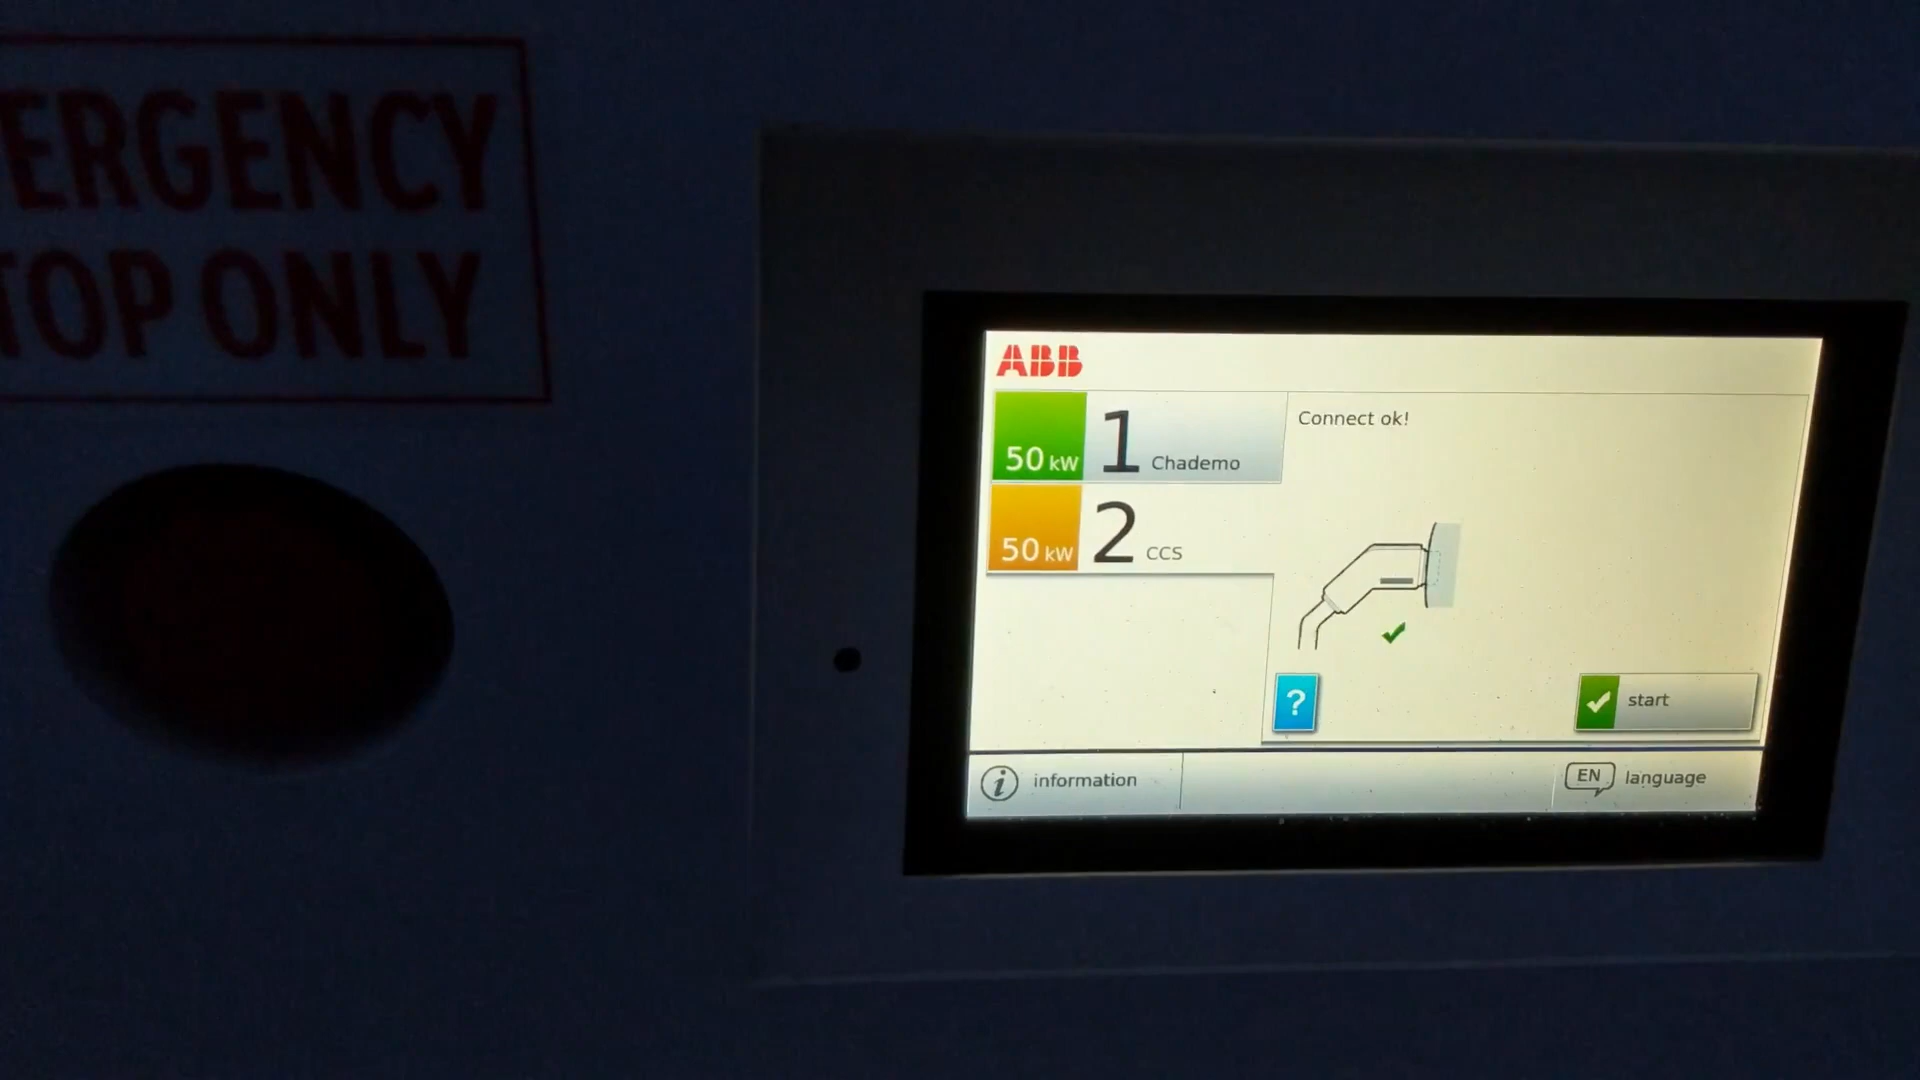 ERGENCY
TOP ONLY
ABB
50 kW 1 Chademo
Connect ok!
50 kW 2 CCS
?
start
i information
EN language